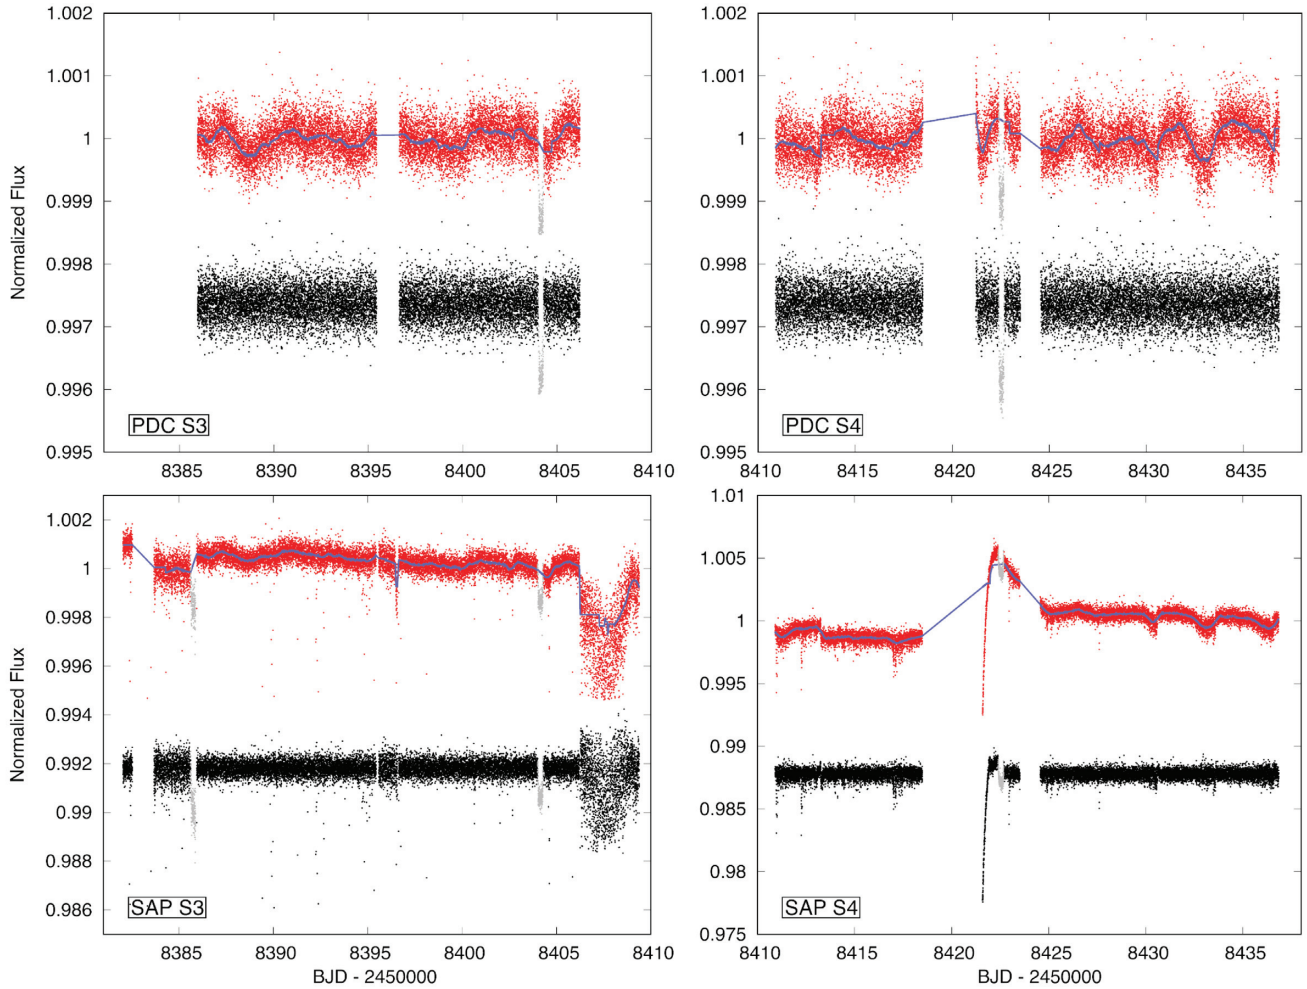 1.002
1.001
1
0.999
0.998
0.997
0.996
0.995
Normalized Flux
PDC S3
8385 8390 8395 8400 8405 8410
1.002
1.001
1
0.999
0.998
0.997
0.996
0.995
PDC S4
8410 8415 8420 8425 8430 8435
1.002
1
0.998
0.996
0.994
0.992
0.99
0.988
0.986
Normalized Flux
SAP S3
8385 8390 8395 8400 8405 8410
BJD - 2450000
1.01
1.005
1
0.995
0.99
0.985
0.98
0.975
SAP S4
8410 8415 8420 8425 8430 8435
BJD - 2450000